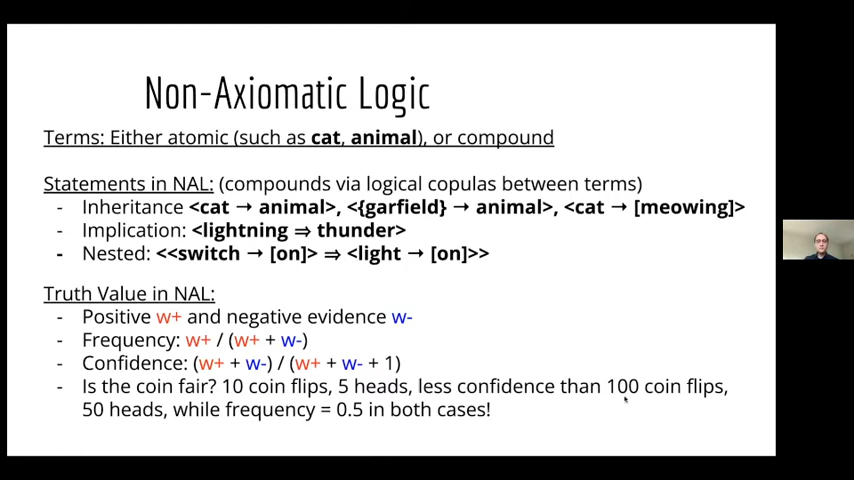 Non-Axiomatic Logic
Terms: Either atomic (such as cat, animal), or compound
Statements in NAL: (compounds via logical copulas between terms)
- Inheritance <cat → animal>, <{garfield} → animal>, <cat → [meowing]>
- Implication: <lightning ⇒ thunder>
- Nested: <<switch → [on]> ⇒ <light → [on]>>
Truth Value in NAL:
- Positive w+ and negative evidence w-
- Frequency: w+ / (w+ + w-)
- Confidence: (w+ + w-) / (w+ + w- + 1)
- Is the coin fair? 10 coin flips, 5 heads, less confidence than 100 coin flips,
50 heads, while frequency = 0.5 in both cases!